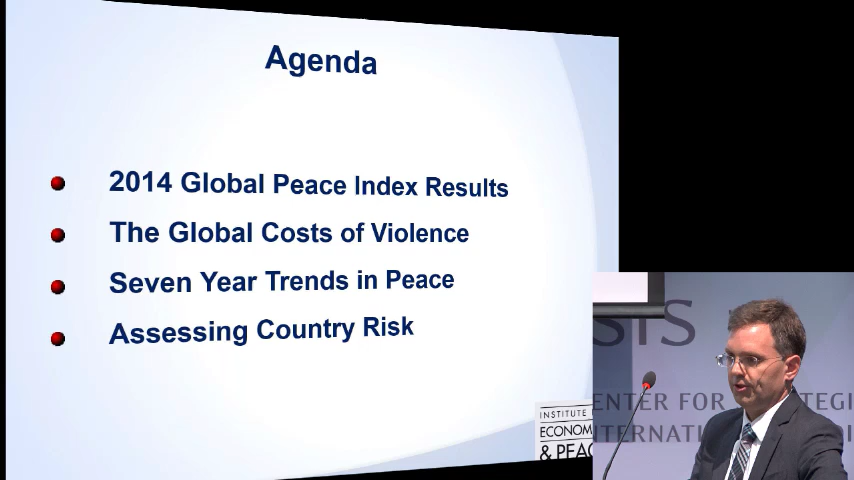 Agenda
2014 Global Peace Index Results
The Global Costs of Violence
Seven Year Trends in Peace
Assessing Country Risk
INSTITUTE
ECONOM
& PEAC
SIS
ENTER FOR
TEGI
NTERNATI